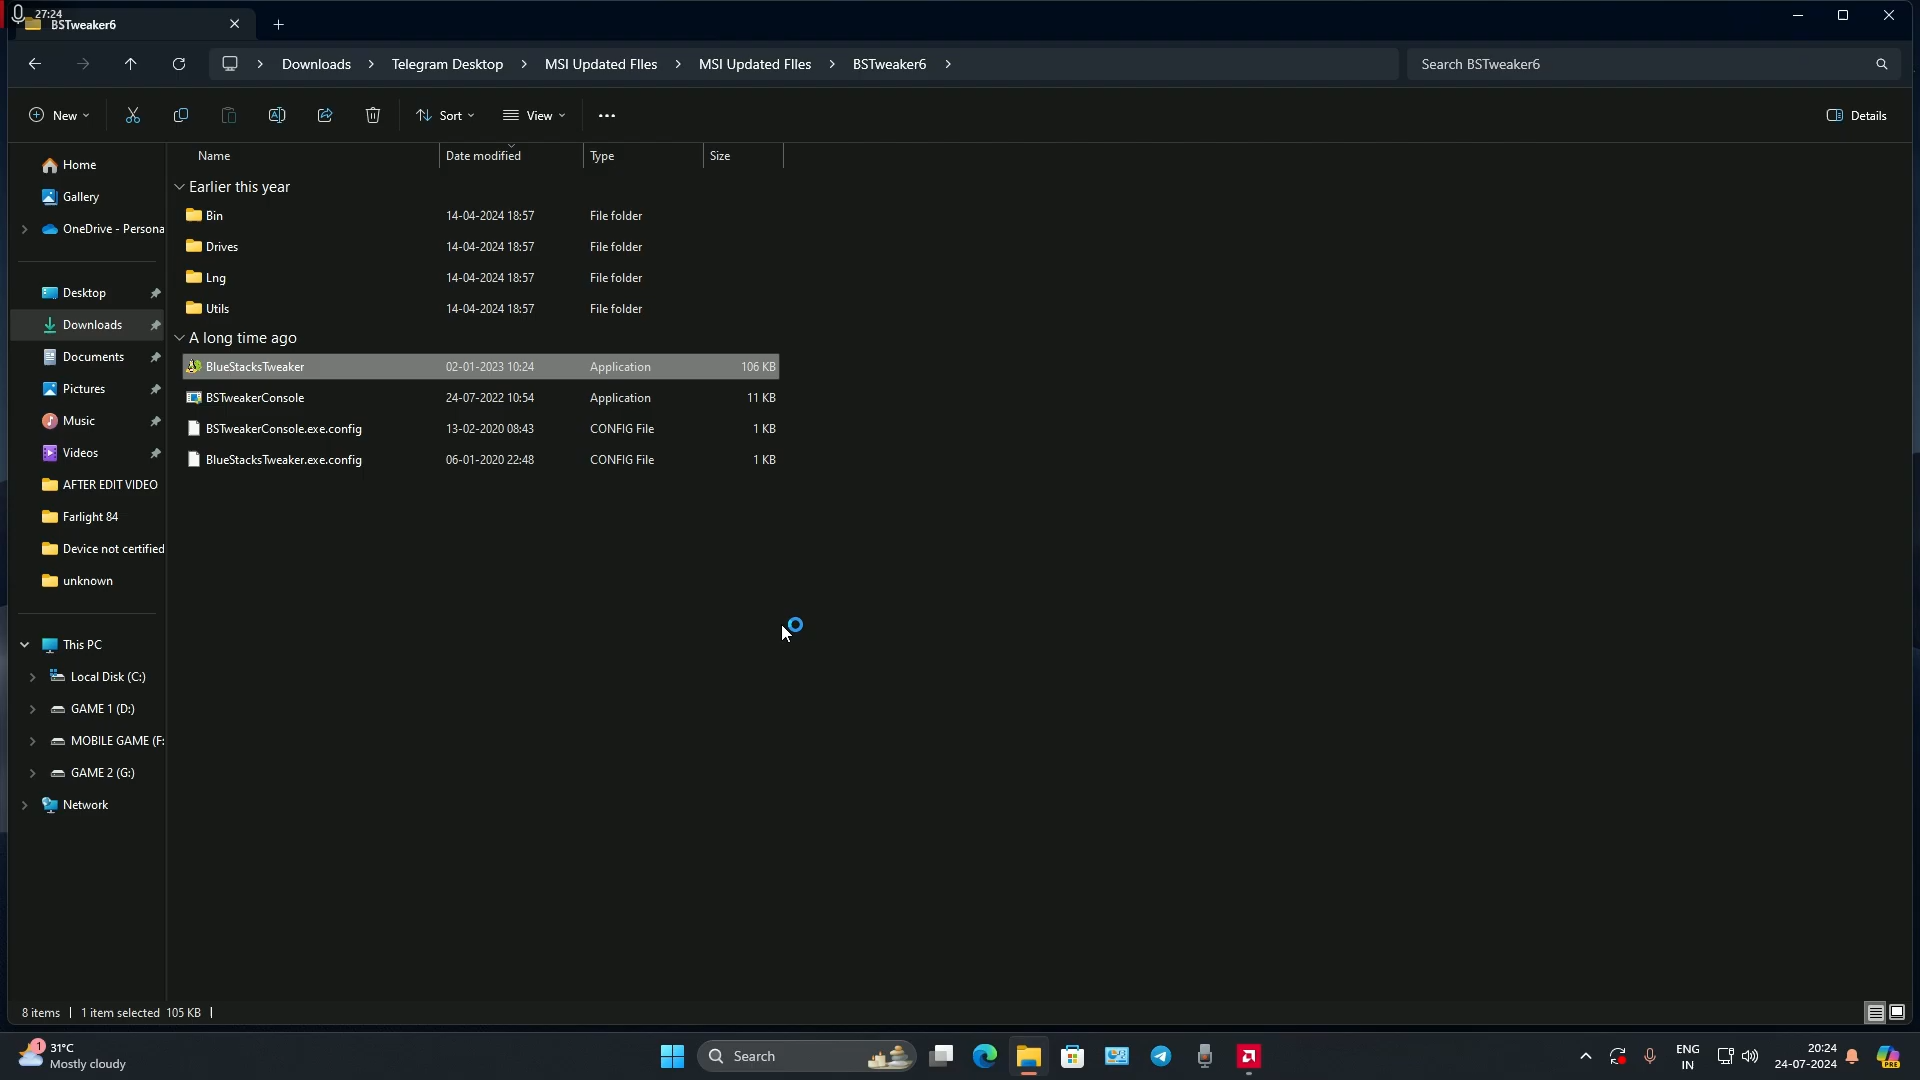 27:24
BSTweaker6
Downloads
Telegram Desktop
MSI Updated FIles
MSI Updated FIles
BSTweaker6
Search BSTweaker6
New
Sort
View
Details
Name
Date modified
Type
Size
Home
Gallery
OneDrive - Persona
Desktop
Downloads
Documents
Pictures
Music
Videos
AFTER EDIT VIDEO
Farlight 84
Device not certified
unknown
This PC
Local Disk (C:)
GAME 1 (D:)
MOBILE GAME (F:
GAME 2 (G:)
Network
Earlier this year
Bin 14-04-2024 18:57 File folder
Drives 14-04-2024 18:57 File folder
Lng 14-04-2024 18:57 File folder
Utils 14-04-2024 18:57 File folder
A long time ago
BlueStacksTweaker 02-01-2023 10:24 Application 106 KB
BSTweakerConsole 24-07-2022 10:54 Application 11 KB
BSTweakerConsole.exe.config 13-02-2020 08:43 CONFIG File 1 KB
BlueStacksTweaker.exe.config 06-01-2020 22:48 CONFIG File 1 KB
8 items
1 item selected 105 KB
1
31°C
Mostly cloudy
Search
ENG
IN
20:24
24-07-2024
PRE